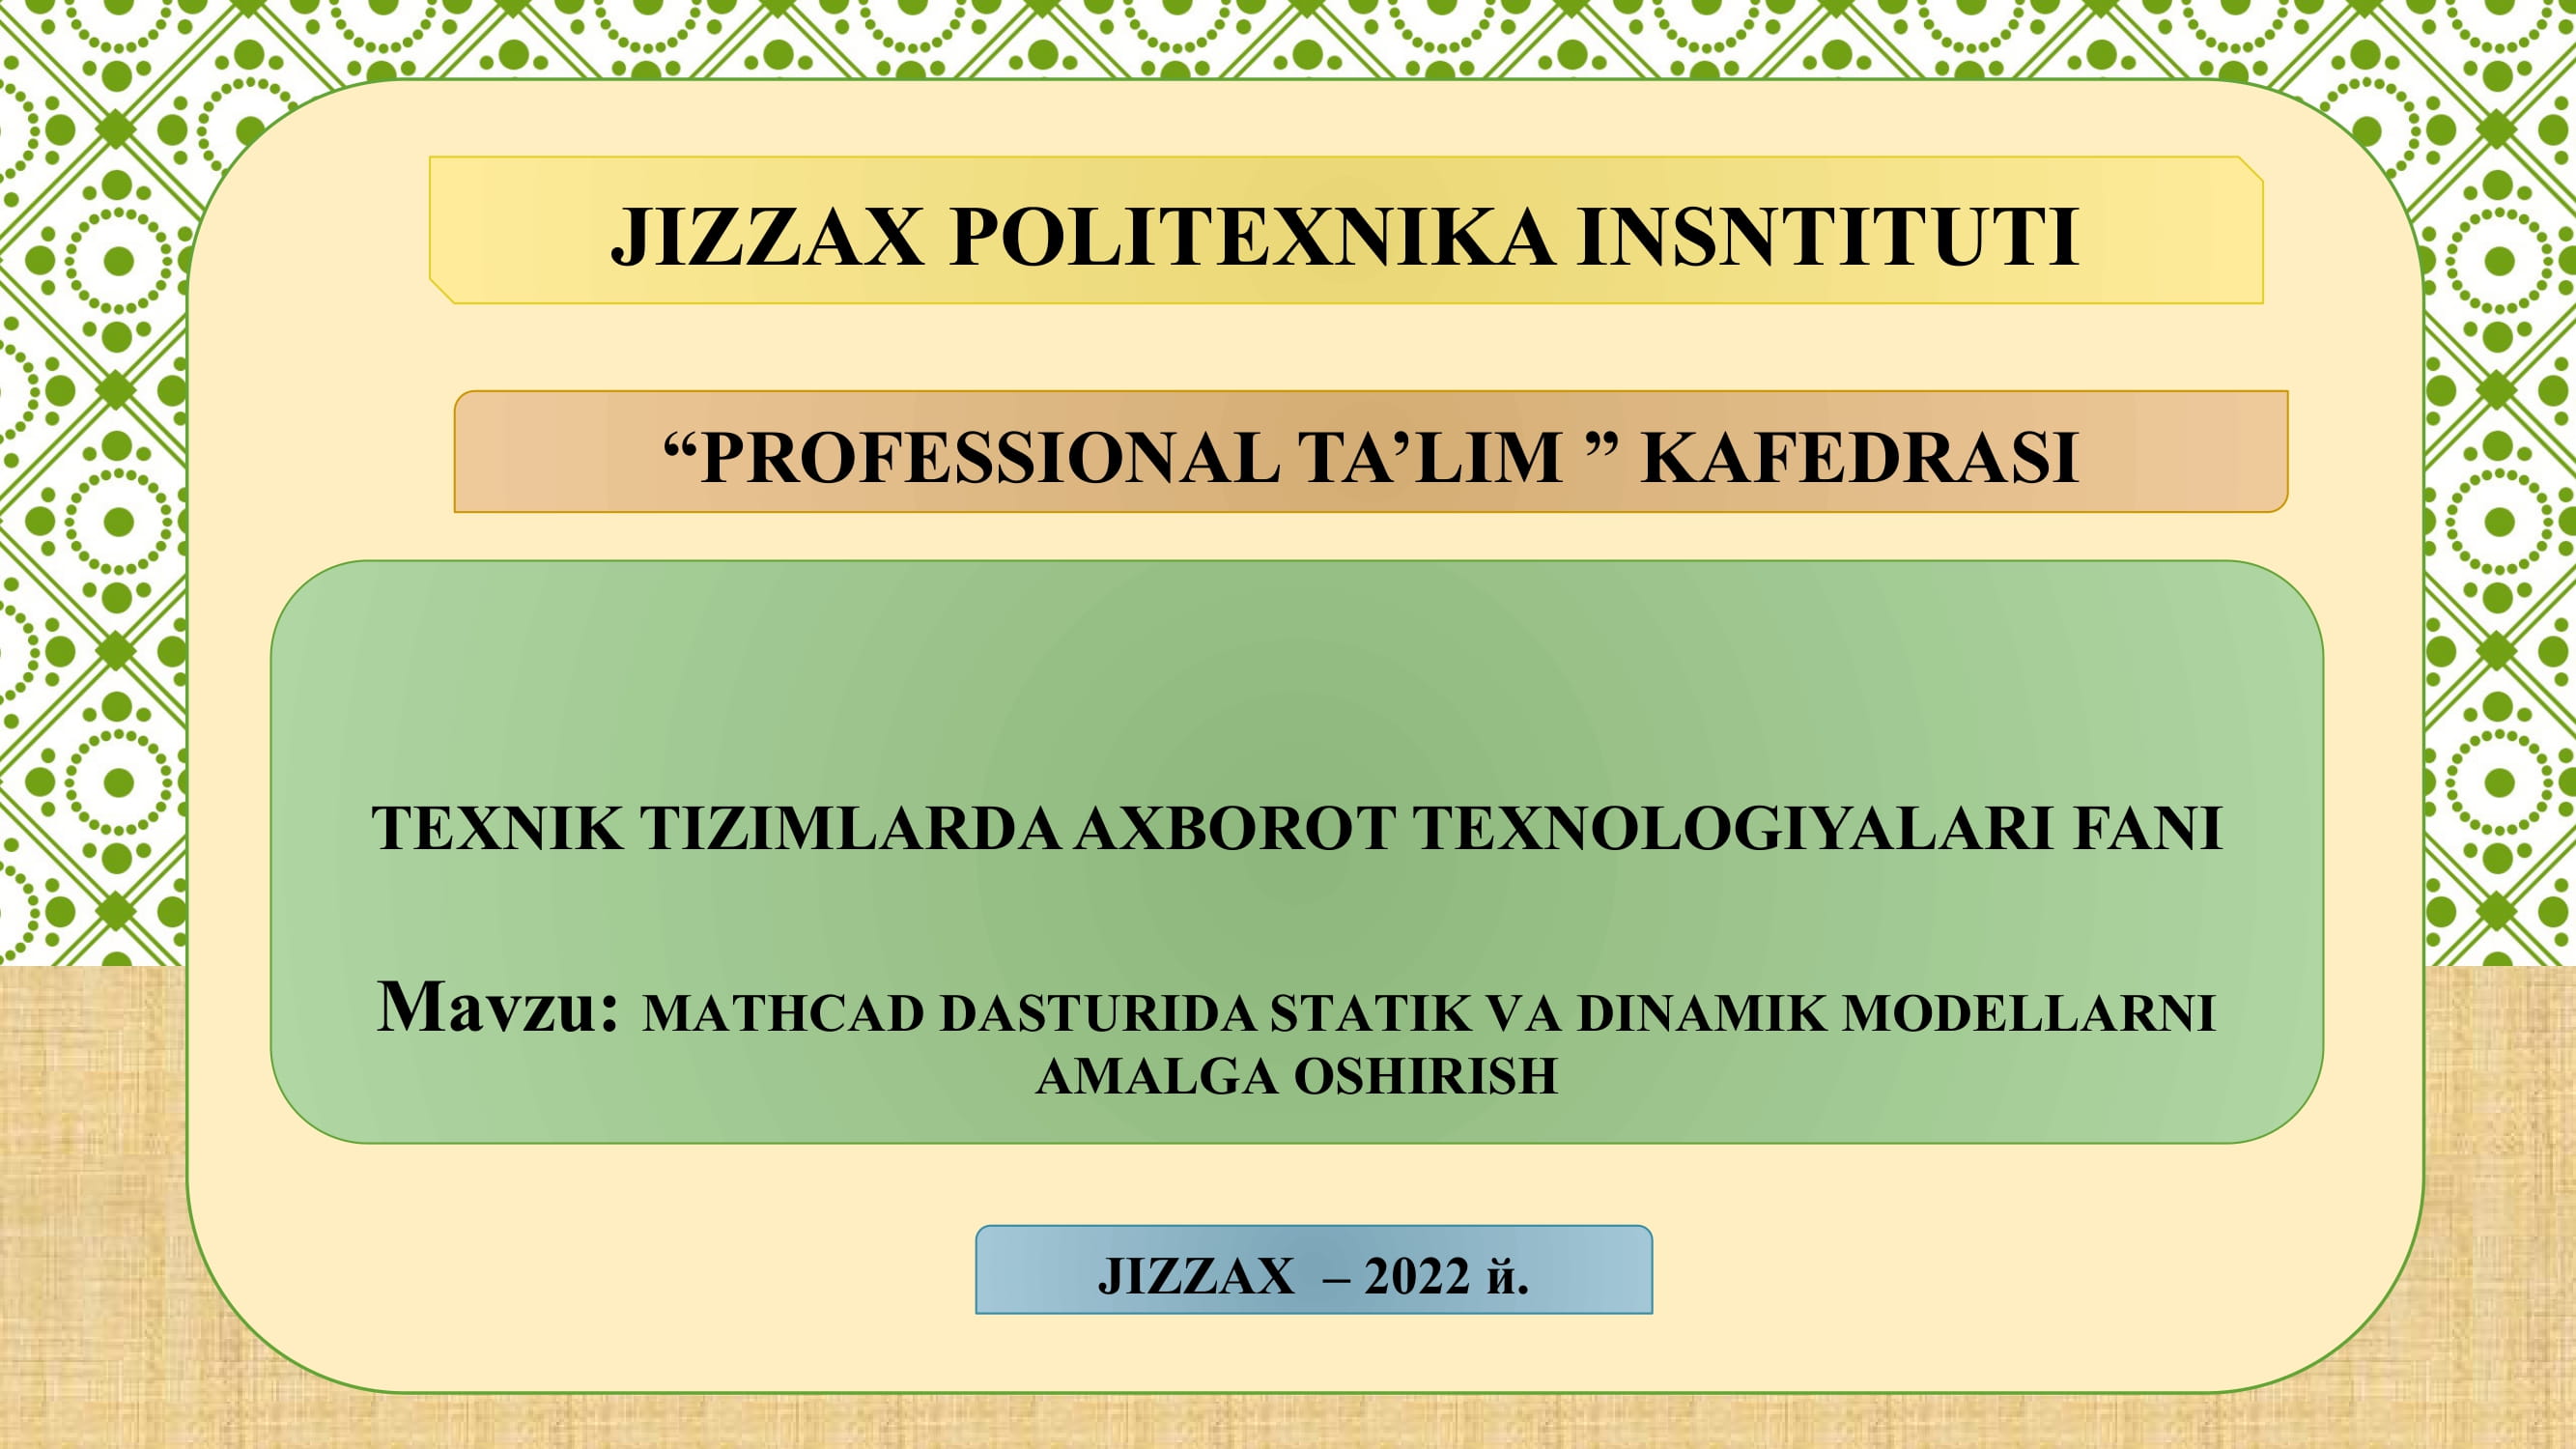 JIZZAX POLITEXNIKA INSNTITUTI
“PROFESSIONAL TA’LIM ” KAFEDRASI
TEXNIK TIZIMLARDA AXBOROT TEXNOLOGIYALARI FANI
Mavzu: MATHCAD DASTURIDA STATIK VA DINAMIK MODELLARNI
AMALGA OSHIRISH
JIZZAX – 2022 й.